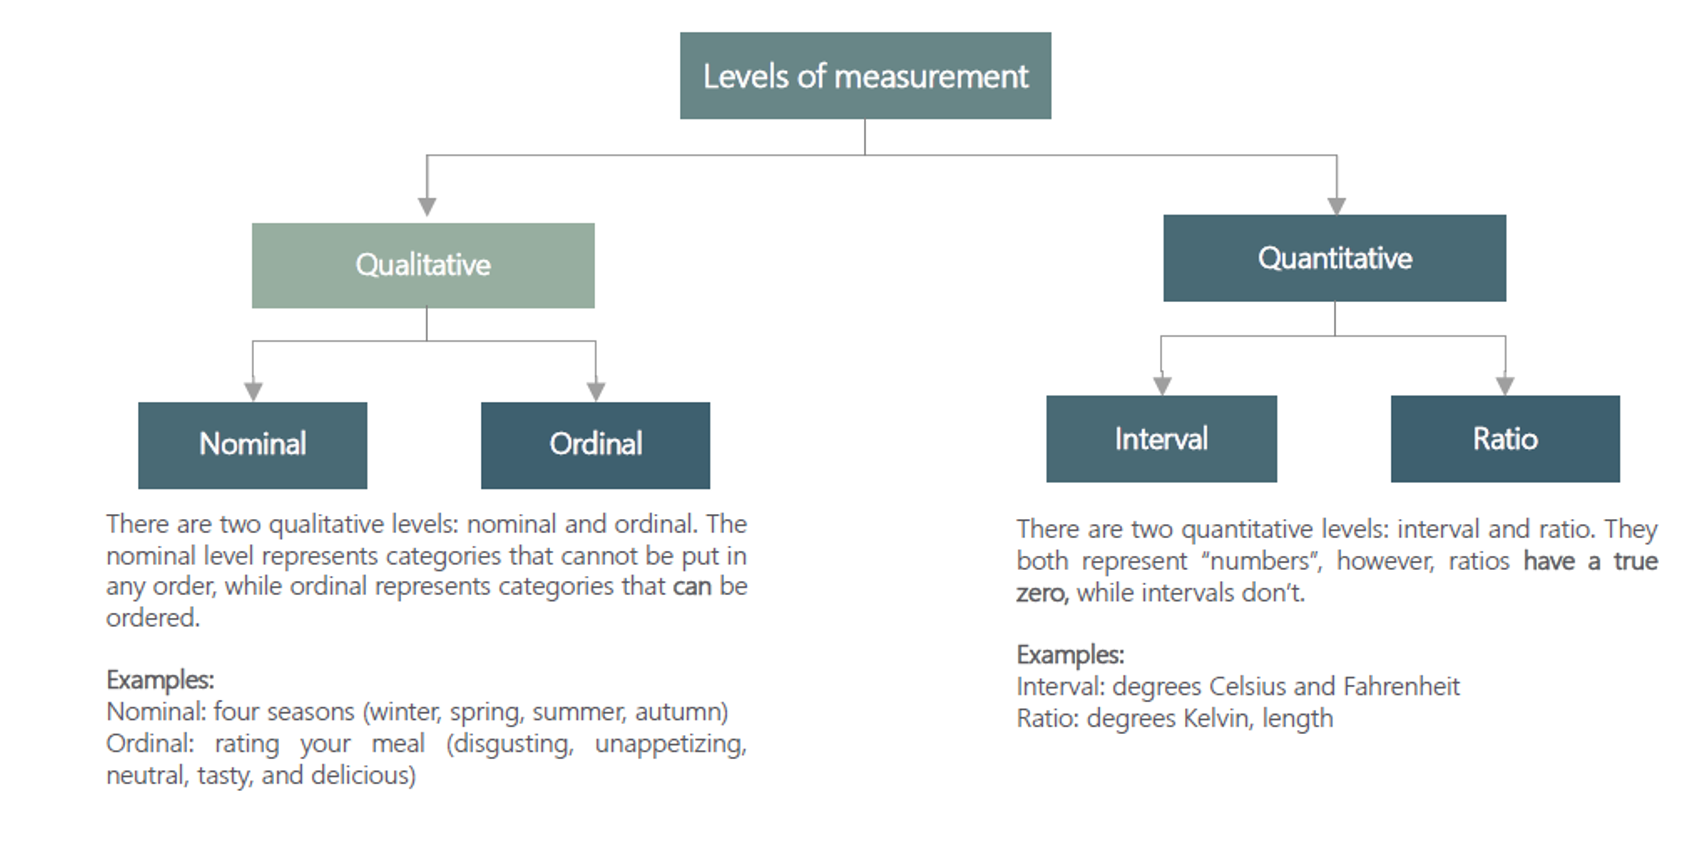 Levels of measurement
Qualitative
Quantitative
Nominal
Ordinal
Interval
Ratio
There are two qualitative levels: nominal and ordinal. The
nominal level represents categories that cannot be put in
any order, while ordinal represents categories that can be
ordered.
Examples:
Nominal: four seasons (winter, spring, summer, autumn)
Ordinal: rating your meal (disgusting, unappetizing,
neutral, tasty, and delicious)
There are two quantitative levels: interval and ratio. They
both represent “numbers”, however, ratios have a true
zero, while intervals don’t.
Examples:
Interval: degrees Celsius and Fahrenheit
Ratio: degrees Kelvin, length